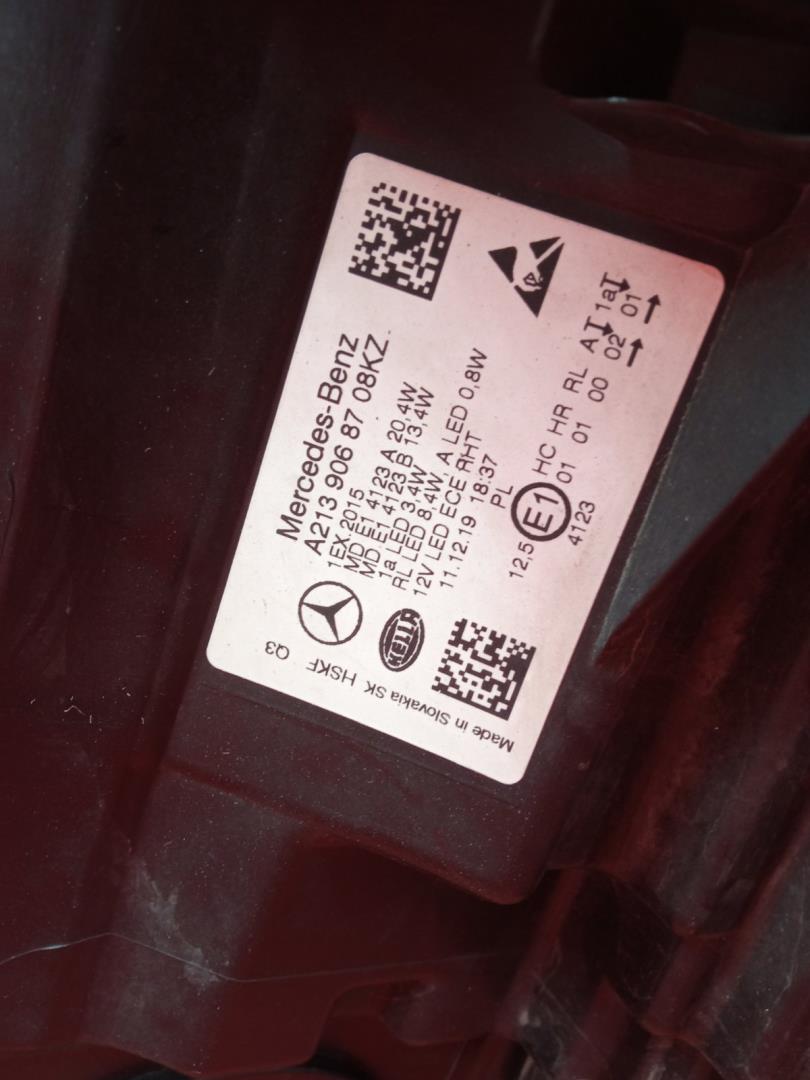 Mercedes-Benz
A213 906 87 08KZ
1EX 2015
MD E1 4123 A 20,4W
MD E1 4123 B 13,4W
1a LED 3,4W
RL LED 8,4W, A LED 0,8W
12V LED ECE RHT
11.12.19 18:37
PL
12,5 E1 HC HR RL A 1a
01 01 00 02 01
4123
HELLA
Q3
Made in Slovakia SK HSKF